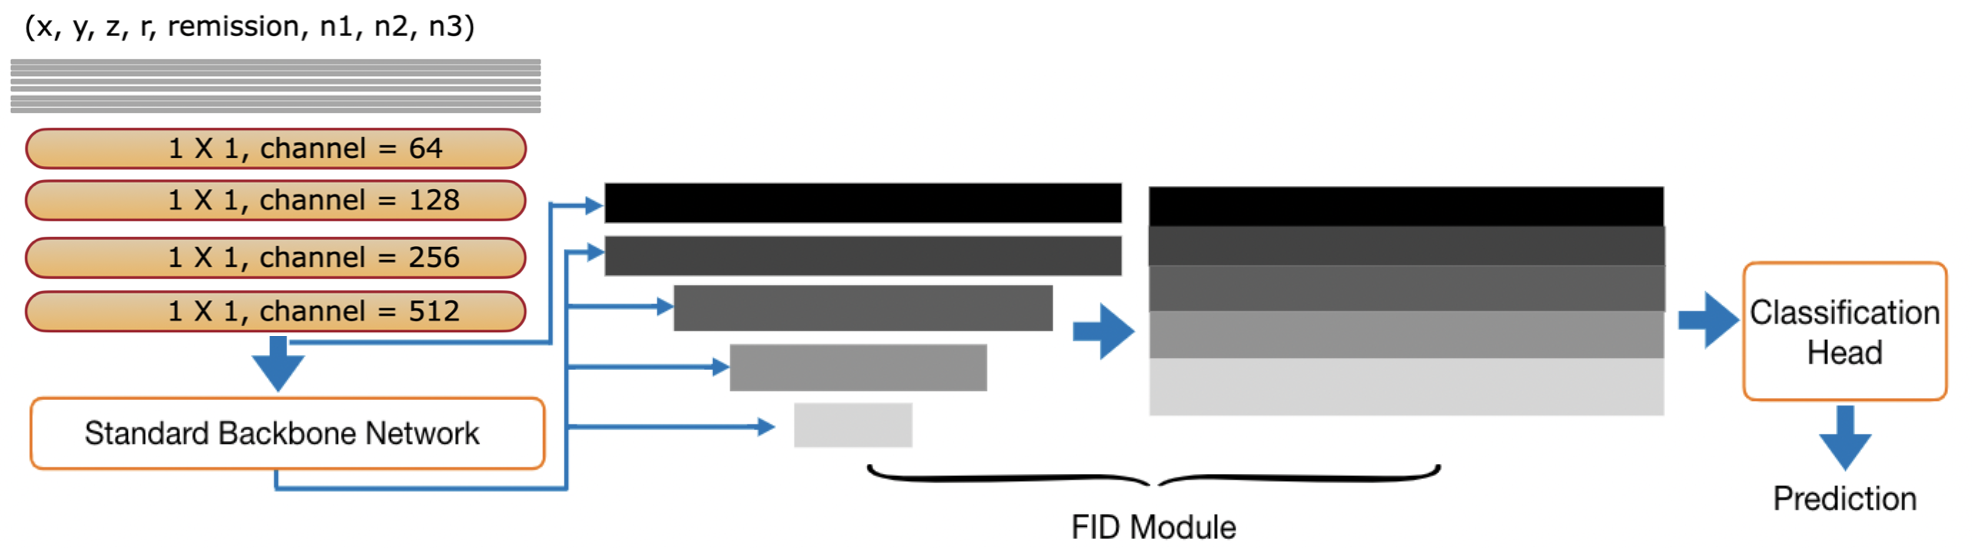 (x, y, z, r, remission, n1, n2, n3)
1 X 1, channel = 64
1 X 1, channel = 128
1 X 1, channel = 256
1 X 1, channel = 512
Standard Backbone Network
FID Module
Classification
Head
Prediction